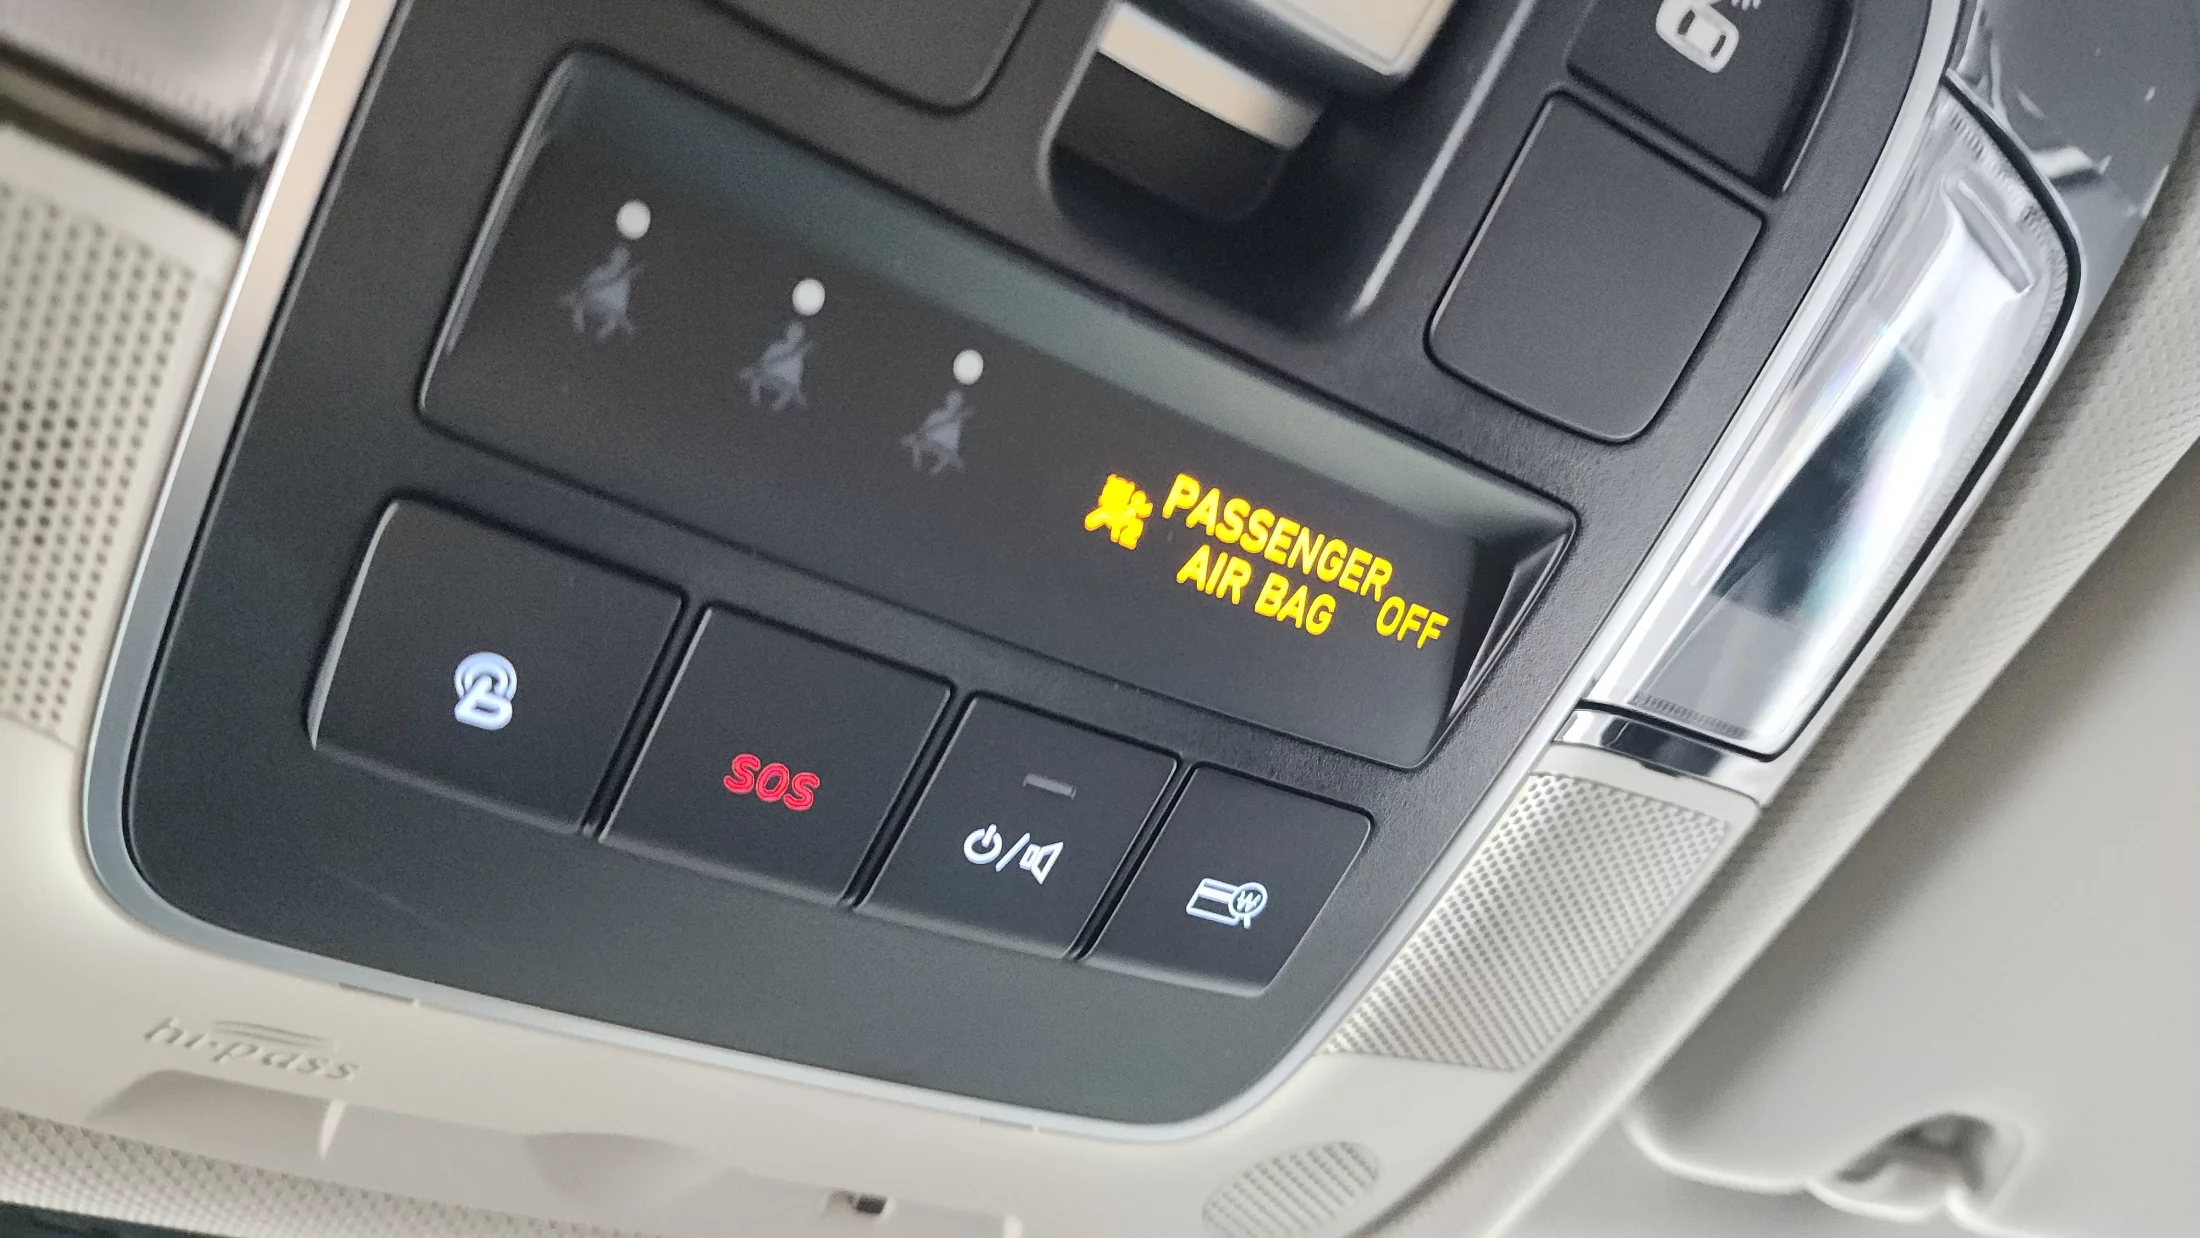 PASSENGER
AIR BAG OFF
SOS
hi-pass